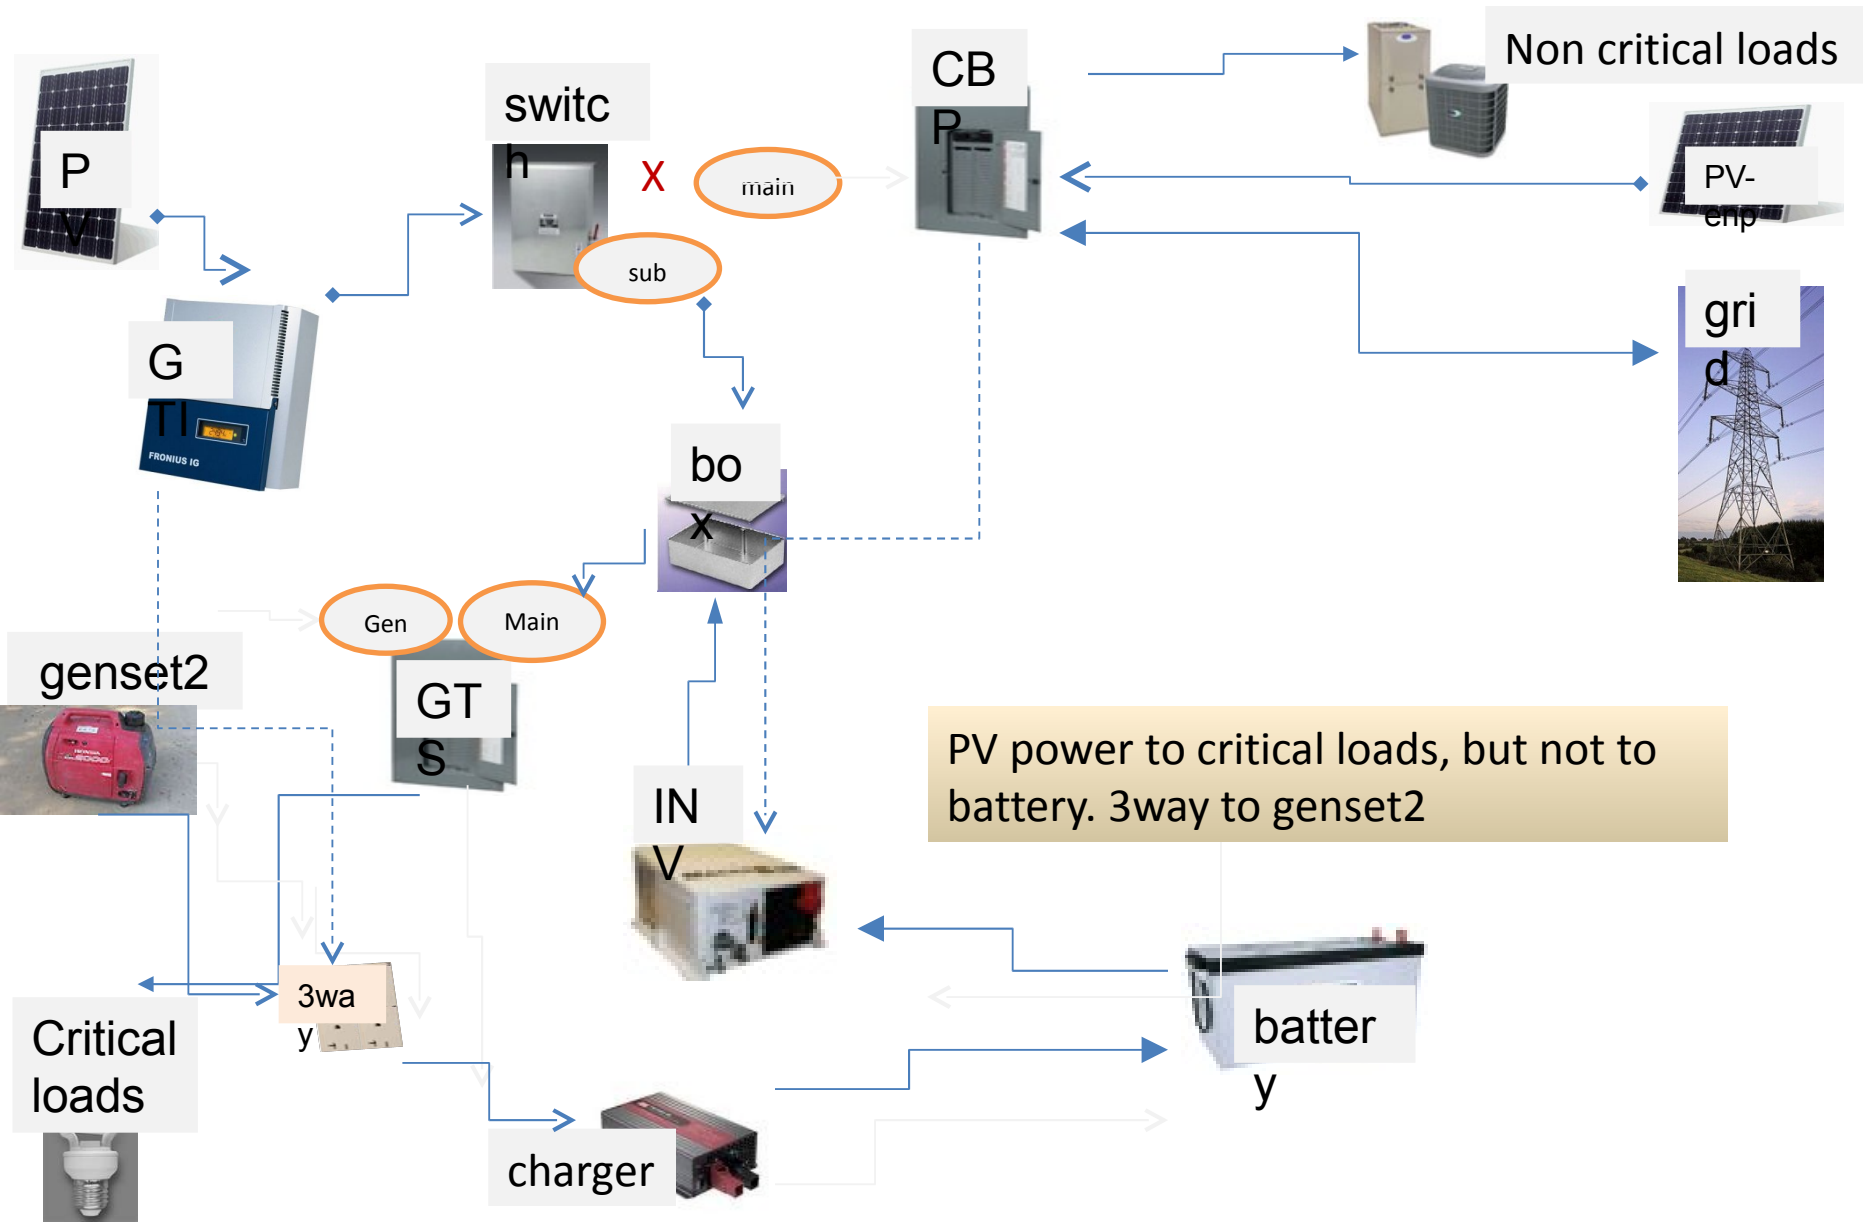 Non critical loads
CB
P
switc
h
X
main
sub
P
V
PV-
enp
gri
d
G
TI
FRONIUS IG
bo
x
Gen
Main
genset2
GT
S
IN
V
PV power to critical loads, but not to
battery. 3way to genset2
3wa
y
Critical
loads
batter
y
charger